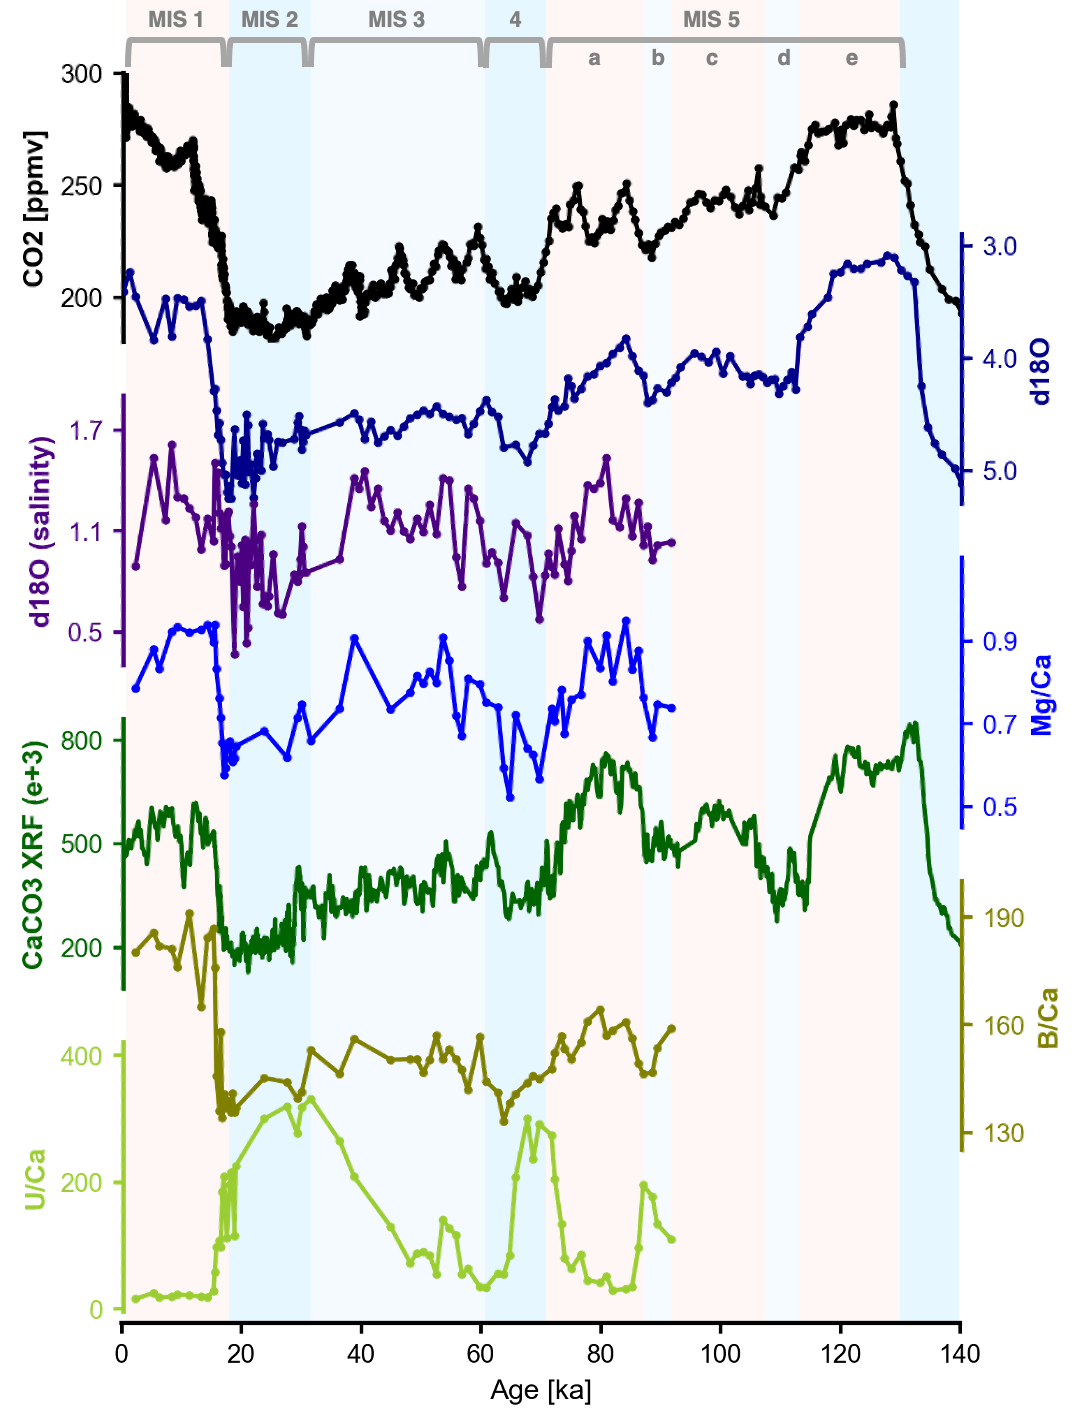 MIS 1 MIS 2 MIS 3 4 MIS 5
a b c d e
300
250
200
CO2 [ppmv]
3.0
4.0
5.0
d18O
1.7
1.1
0.5
d18O (salinity)
0.9
0.7
0.5
Mg/Ca
800
500
200
CaCO3 XRF (e+3)
190
160
130
B/Ca
400
200
0
U/Ca
0 20 40 60 80 100 120 140
Age [ka]